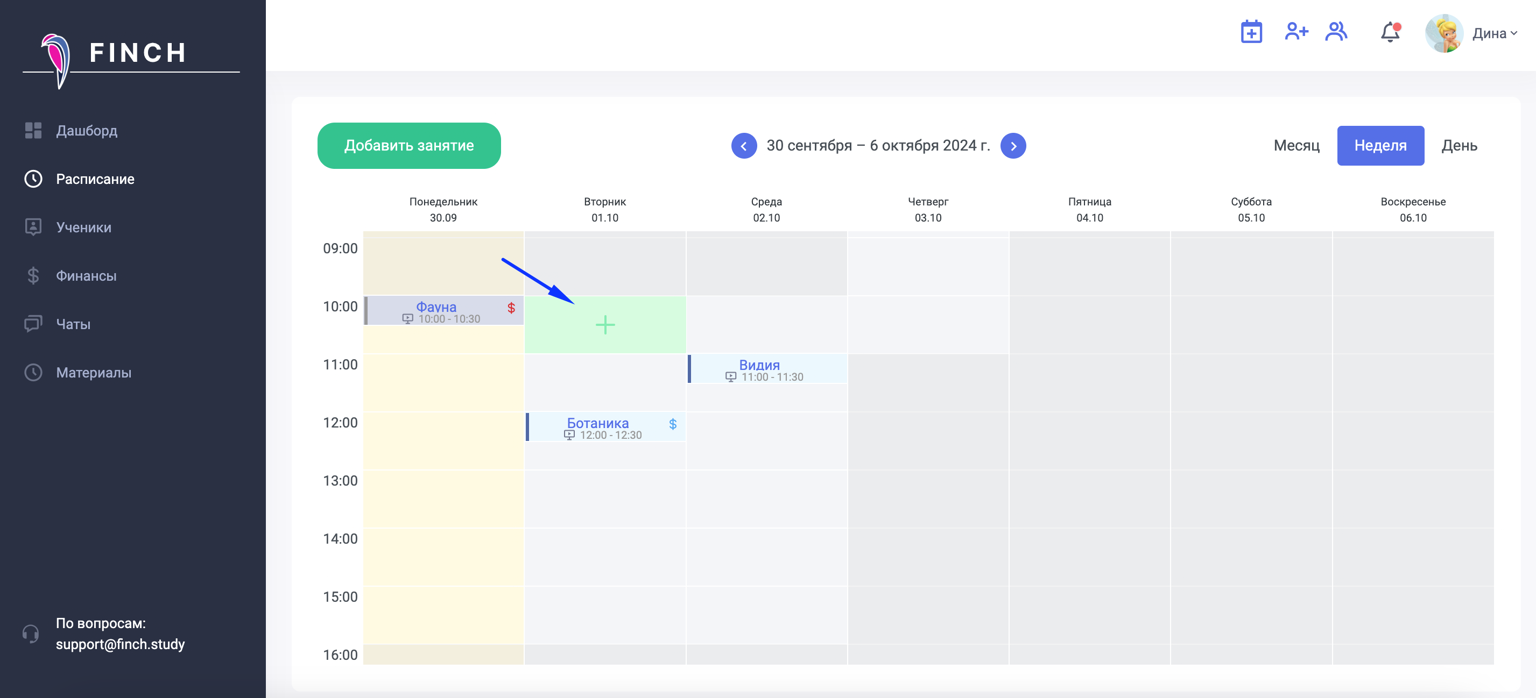 FINCH
Дашборд
Расписание
Ученики
Финансы
Чаты
Материалы
По вопросам:
support@finch.study
Дина
Добавить занятие
30 сентября – 6 октября 2024 г.
Месяц
Неделя
День
Понедельник
30.09
Вторник
01.10
Среда
02.10
Четверг
03.10
Пятница
04.10
Суббота
05.10
Воскресенье
06.10
09:00
10:00
Фауна $
10:00 - 10:30
11:00
Видия
11:00 - 11:30
12:00
Ботаника $
12:00 - 12:30
13:00
14:00
15:00
16:00